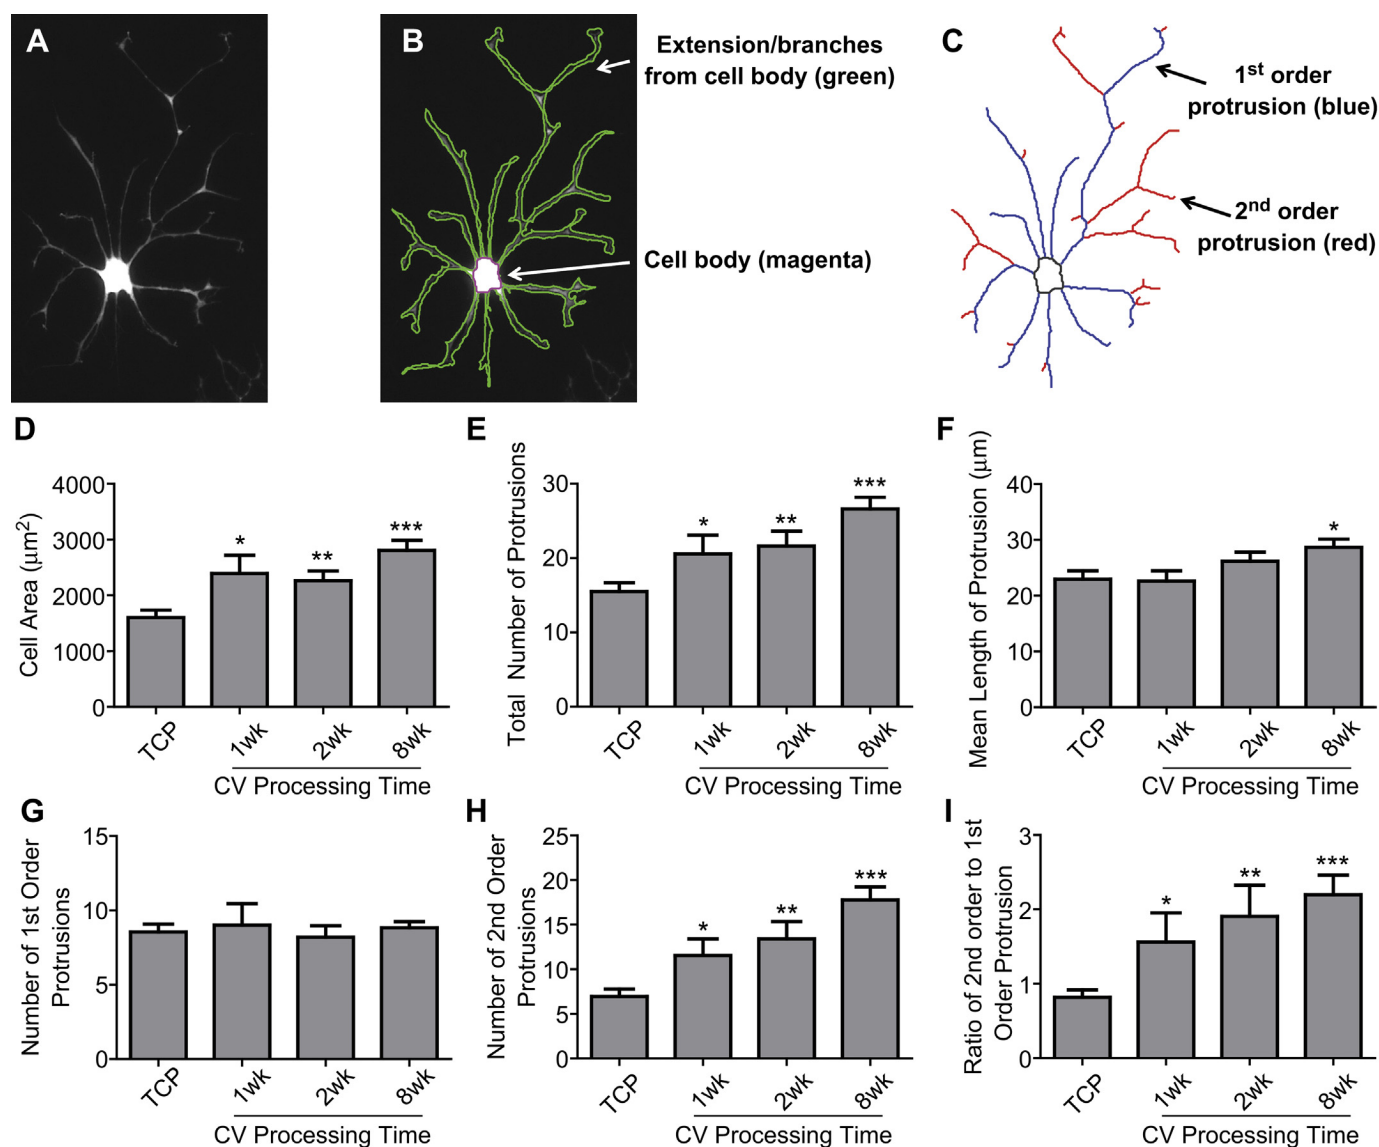 A
B
Extension/branches
from cell body (green)
Cell body (magenta)
C
1st order
protrusion (blue)
2nd order
protrusion (red)
D
Cell Area (μm2)
4000
3000
2000
1000
0
*
**
***
TCP
1wk
2wk
8wk
CV Processing Time
E
Total Number of Protrusions
30
20
10
0
*
**
***
TCP
1wk
2wk
8wk
CV Processing Time
F
Mean Length of Protrusion (μm)
40
30
20
10
0
*
TCP
1wk
2wk
8wk
CV Processing Time
G
Number of 1st Order
Protrusions
15
10
5
0
TCP
1wk
2wk
8wk
CV Processing Time
H
Number of 2nd Order
Protrusions
25
20
15
10
5
0
*
**
***
TCP
1wk
2wk
8wk
CV Processing Time
I
Ratio of 2nd order to 1st
Order Protrusion
3
2
1
0
*
**
***
TCP
1wk
2wk
8wk
CV Processing Time